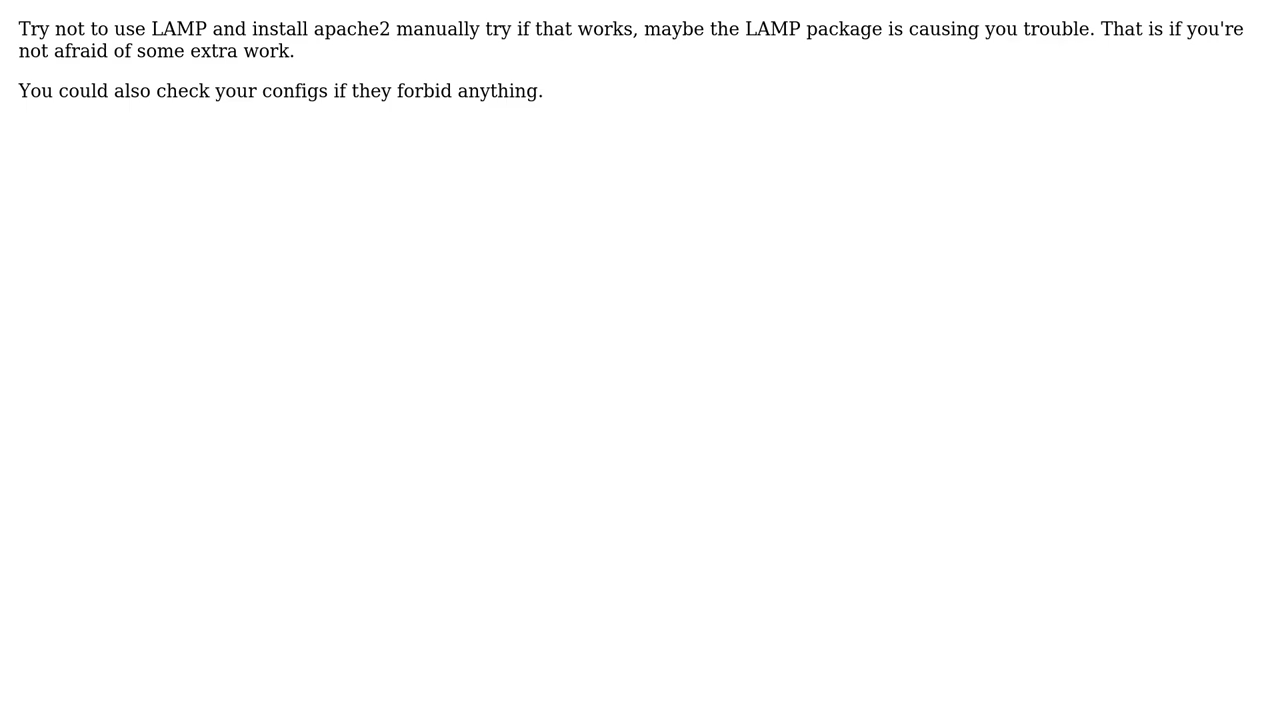 Try not to use LAMP and install apache2 manually try if that works, maybe the LAMP package is causing you trouble. That is if you're
not afraid of some extra work.
You could also check your configs if they forbid anything.